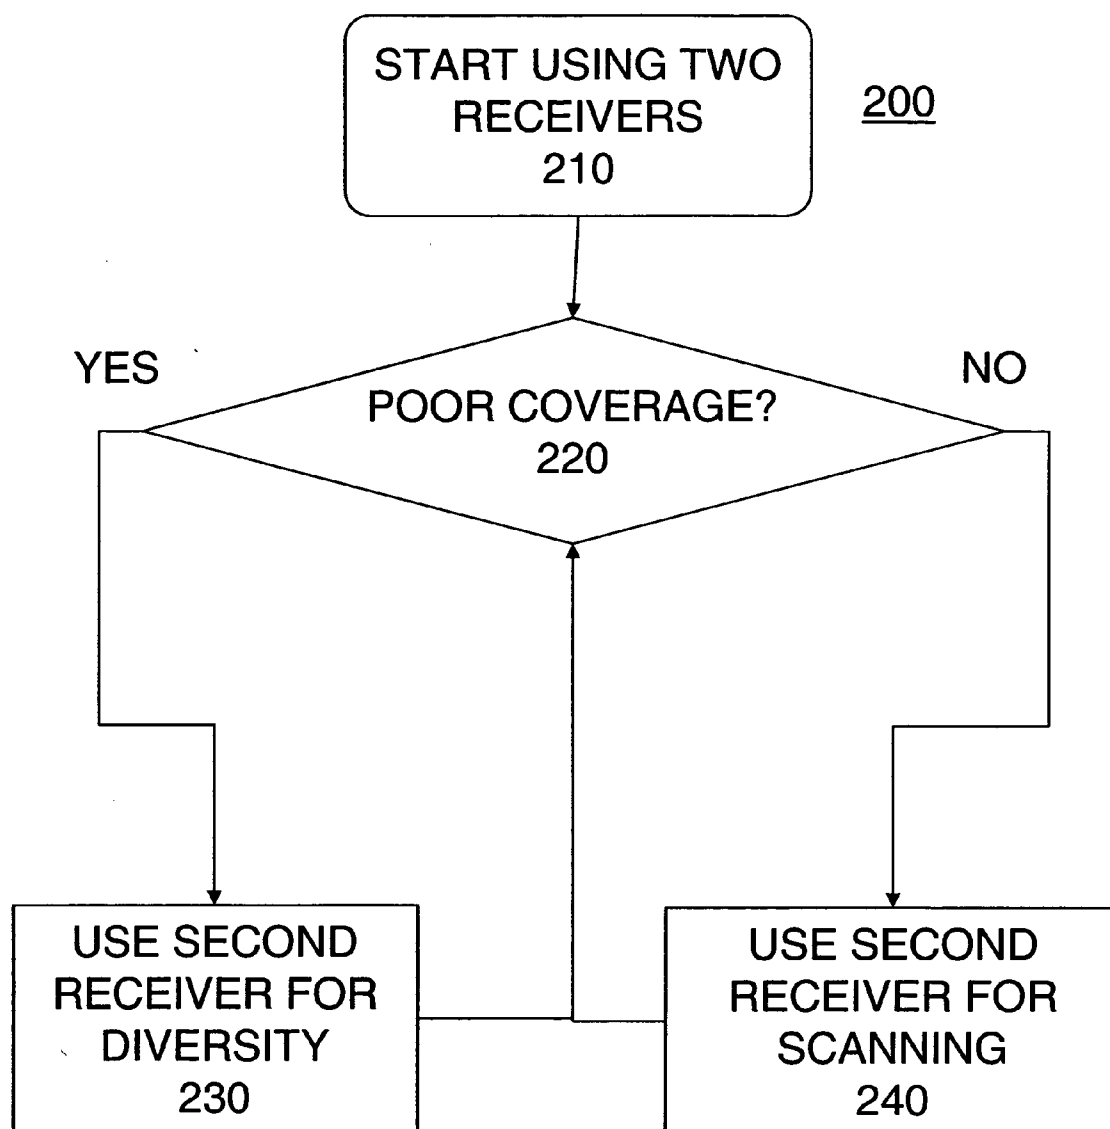 START USING TWO
RECEIVERS
210
200
YES
NO
POOR COVERAGE?
220
USE SECOND
RECEIVER FOR
DIVERSITY
230
USE SECOND
RECEIVER FOR
SCANNING
240